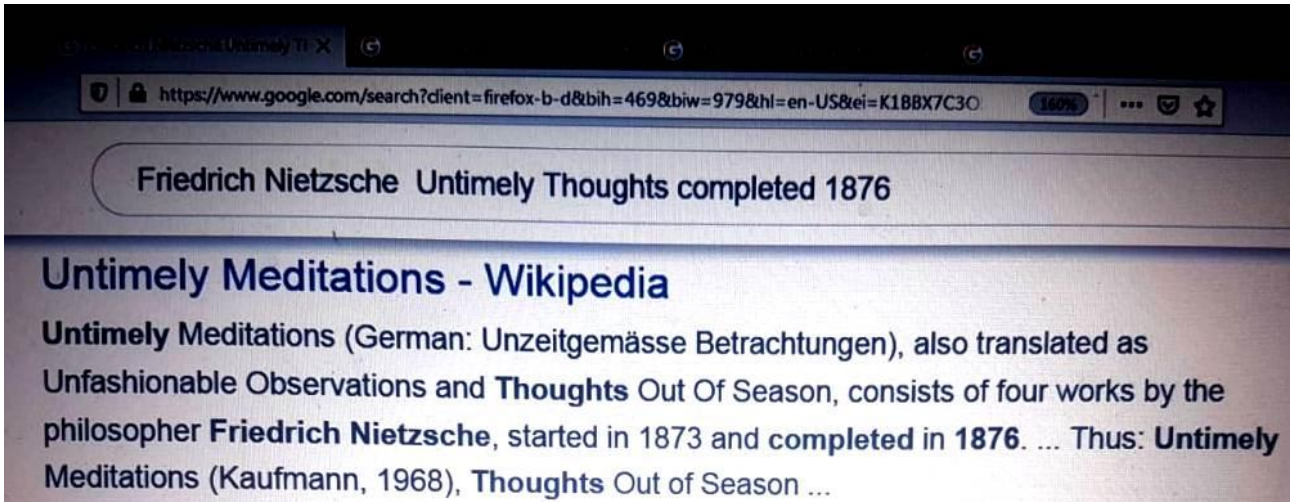 https://www.google.com/search?client=firefox-b-d&bih=469&biw=979&hl=en-US&ei=K1BBX7C3O
160%
Friedrich Nietzsche Untimely Thoughts completed 1876
Untimely Meditations - Wikipedia
Untimely Meditations (German: Unzeitgemässe Betrachtungen), also translated as
Unfashionable Observations and Thoughts Out Of Season, consists of four works by the
philosopher Friedrich Nietzsche, started in 1873 and completed in 1876. ... Thus: Untimely
Meditations (Kaufmann, 1968), Thoughts Out of Season ...